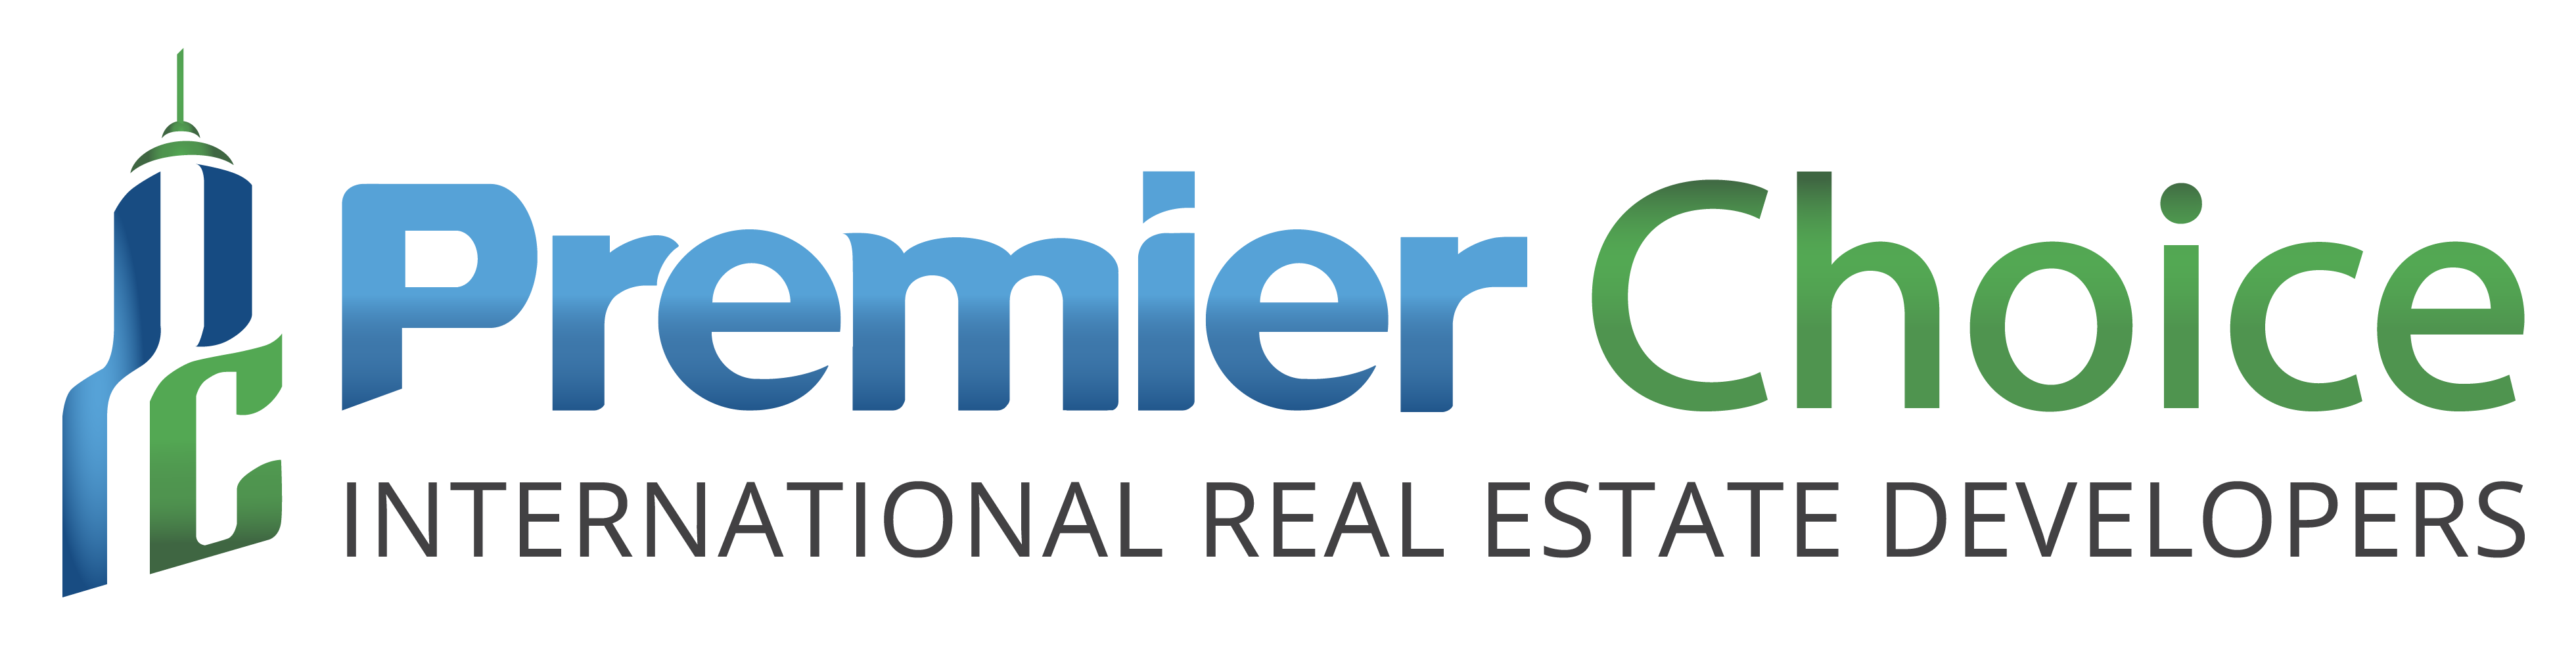 Premier Choice
INTERNATIONAL REAL ESTATE DEVELOPERS